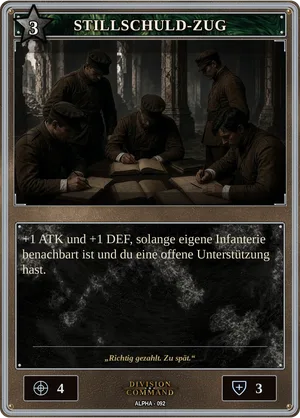 3
STILLSCHULD-ZUG
+1 ATK und +1 DEF, solange eigene Infanterie
benachbart ist und du eine offene Unterstützung
hast.
„Richtig gezahlt. Zu spät.“
4
DIVISION
COMMAND
ALPHA - 092
3